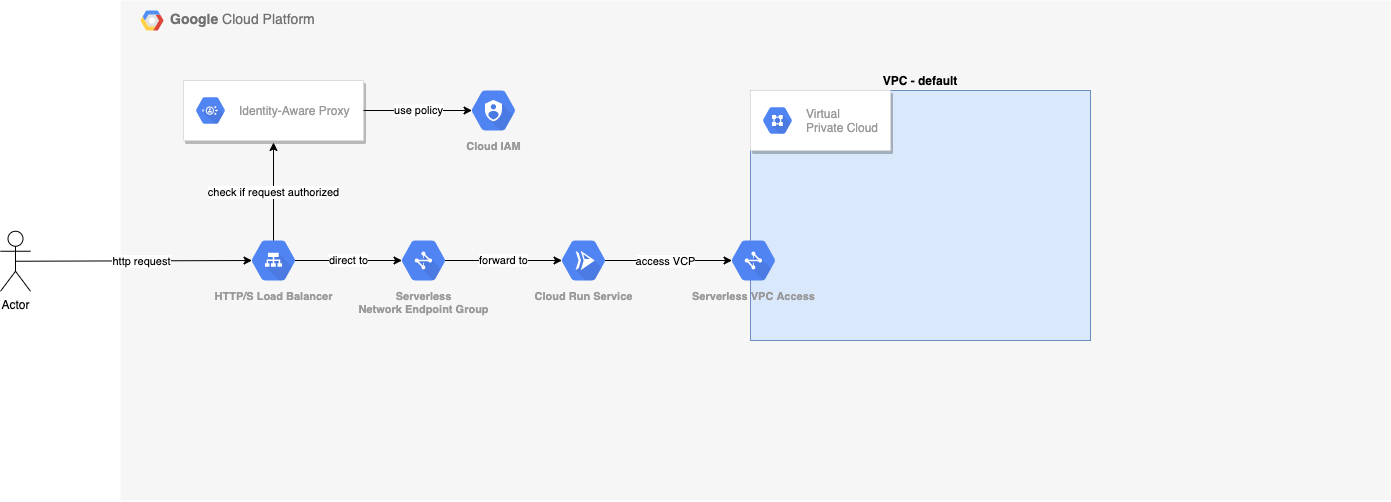 Google Cloud Platform
VPC - default
Identity-Aware Proxy
use policy
Virtual
Private Cloud
Cloud IAM
check if request authorized
http request
direct to
forward to
access VCP
Actor
HTTP/S Load Balancer
Serverless
Network Endpoint Group
Cloud Run Service
Serverless VPC Access